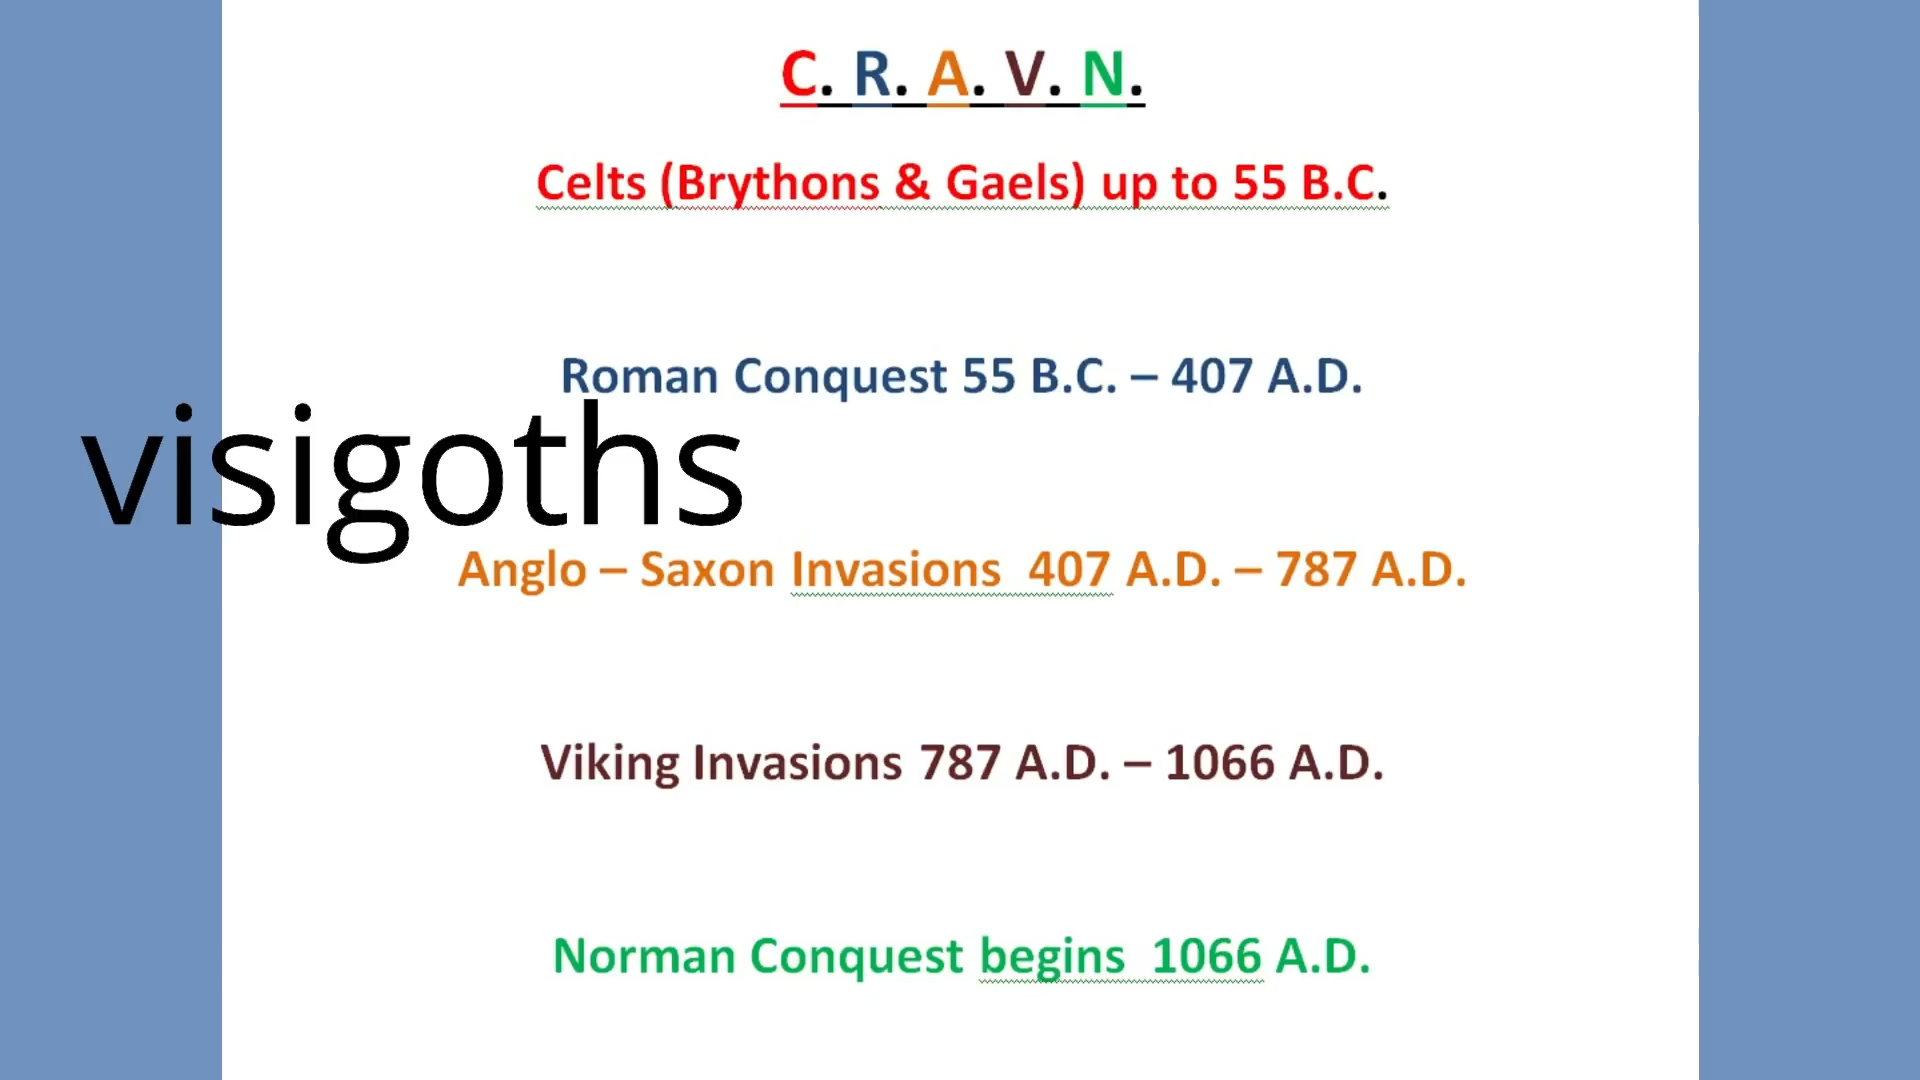 C. R. A. V. N.
Celts (Brythons & Gaels) up to 55 B.C.
Roman Conquest 55 B.C. – 407 A.D.
visigoths
Anglo – Saxon Invasions  407 A.D. – 787 A.D.
Viking Invasions 787 A.D. – 1066 A.D.
Norman Conquest begins  1066 A.D.